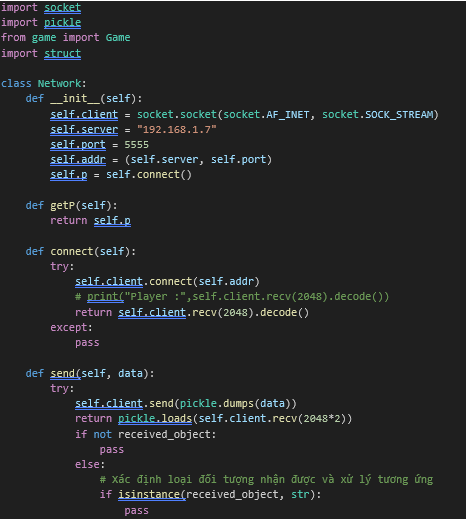 import socket
import pickle
from game import Game
import struct

class Network:
    def __init__(self):
        self.client = socket.socket(socket.AF_INET, socket.SOCK_STREAM)
        self.server = "192.168.1.7"
        self.port = 5555
        self.addr = (self.server, self.port)
        self.p = self.connect()

    def getP(self):
        return self.p

    def connect(self):
        try:
            self.client.connect(self.addr)
            # print("Player :",self.client.recv(2048).decode())
            return self.client.recv(2048).decode()
        except:
            pass

    def send(self, data):
        try:
            self.client.send(pickle.dumps(data))
            return pickle.loads(self.client.recv(2048*2))
            if not received_object:
                pass
            else:
                # Xác định loại đối tượng nhận được và xử lý tương ứng
                if isinstance(received_object, str):
                    pass